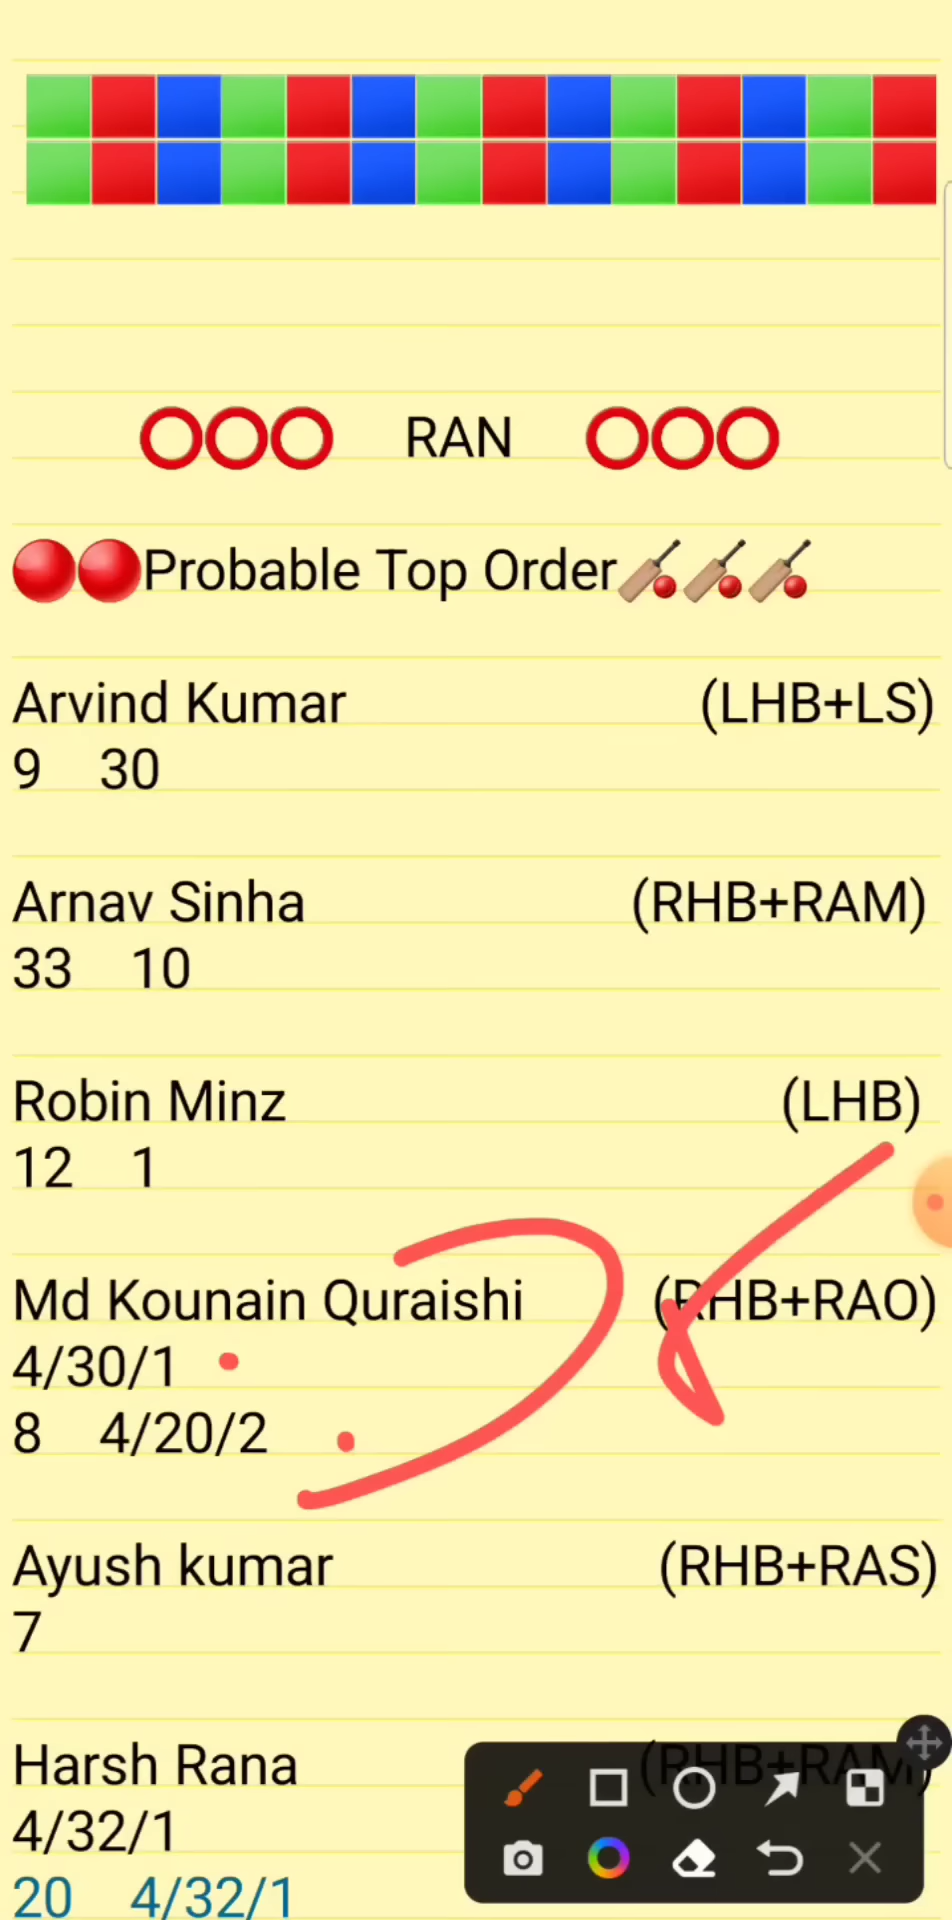 RAN
Probable Top Order
Arvind Kumar (LHB+LS)
9 30
Arnav Sinha (RHB+RAM)
33 10
Robin Minz (LHB)
12 1
Md Kounain Quraishi (RHB+RAO)
4/30/1
8 4/20/2
Ayush kumar (RHB+RAS)
7
Harsh Rana (RHB+RAM)
4/32/1
20 4/32/1